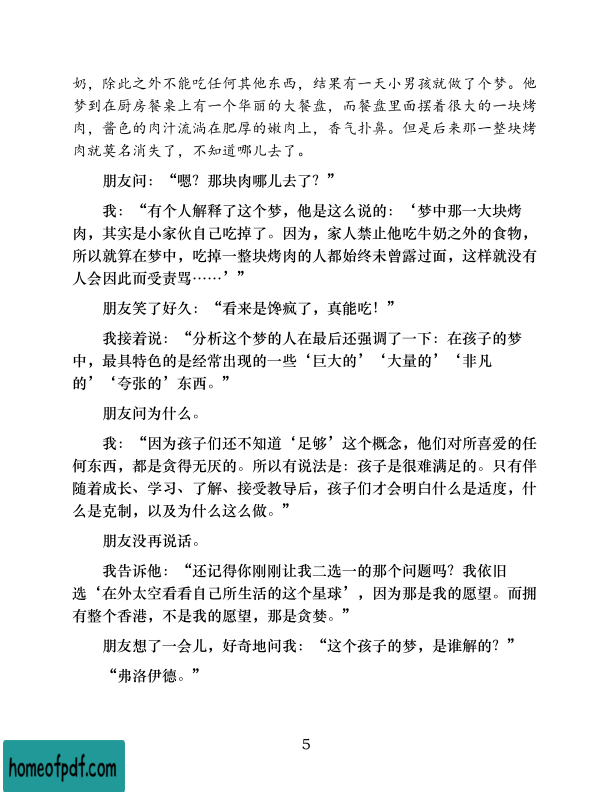 奶，除此之外不能吃任何其他东西，结果有一天小男孩就做了个梦。他
梦到在厨房餐桌上有一个华丽的大餐盘，而餐盘里面摆着很大的一块烤
肉，酱色的肉汁流淌在肥厚的嫩肉上，香气扑鼻。但是后来那一整块烤
肉就莫名消失了，不知道哪儿去了。
朋友问：“嗯？那块肉哪儿去了？”
我：“有个人解释了这个梦，他是这么说的：‘梦中那一大块烤
肉，其实是小家伙自己吃掉了。因为，家人禁止他吃牛奶之外的食物，
所以就算在梦中，吃掉一整块烤肉的人都始终未曾露过面，这样就没有
人会因此而受责骂……’”
朋友笑了好久：“看来是馋疯了，真能吃！”
我接着说：“分析这个梦的人在最后还强调了一下：在孩子的梦
中，最具特色的是经常出现的一些‘巨大的’‘大量的’‘非凡
的’‘夸张的’东西。”
朋友问为什么。
我：“因为孩子们还不知道‘足够’这个概念，他们对所喜爱的任
何东西，都是贪得无厌的。所以有说法是：孩子是很难满足的。只有伴
随着成长、学习、了解、接受教导后，孩子们才会明白什么是适度，什
么是克制，以及为什么这么做。”
朋友没再说话。
我告诉他：“还记得你刚刚让我二选一的那个问题吗？我依旧
选‘在外太空看看自己所生活的这个星球’，因为那是我的愿望。而拥
有整个香港，不是我的愿望，那是贪婪。”
朋友想了一会儿，好奇地问我：“这个孩子的梦，是谁解的？”
“弗洛伊德。”
5
homeofpdf.com